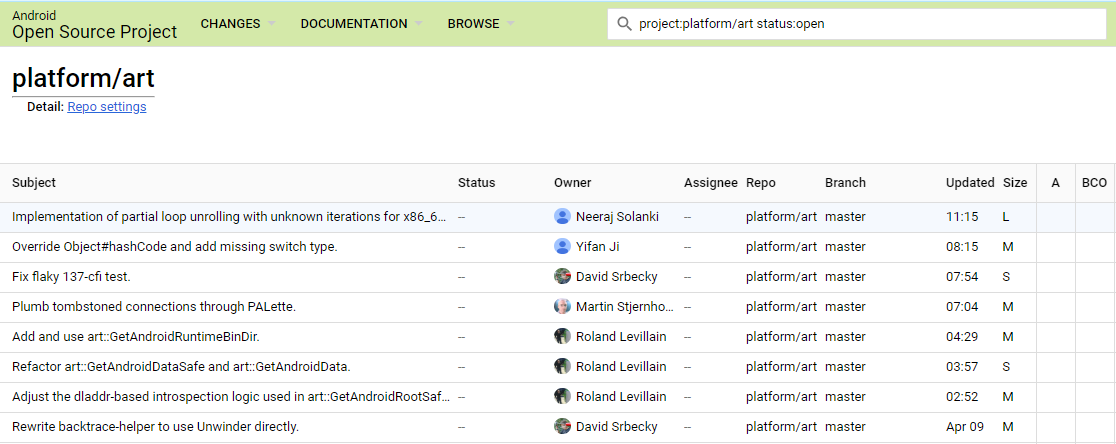 Android
Open Source Project CHANGES DOCUMENTATION BROWSE project:platform/art status:open
platform/art
Detail: Repo settings
Subject Status Owner Assignee Repo Branch Updated Size A BCO
Implementation of partial loop unrolling with unknown iterations for x86_6... -- Neeraj Solanki -- platform/art master 11:15 L
Override Object#hashCode and add missing switch type. -- Yifan Ji -- platform/art master 08:15 M
Fix flaky 137-cfi test. -- David Srbecky -- platform/art master 07:54 S
Plumb tombstoned connections through PALette. -- Martin Stjernho... -- platform/art master 07:04 M
Add and use art::GetAndroidRuntimeBinDir. -- Roland Levillain -- platform/art master 04:29 M
Refactor art::GetAndroidDataSafe and art::GetAndroidData. -- Roland Levillain -- platform/art master 03:57 S
Adjust the dladdr-based introspection logic used in art::GetAndroidRootSaf... -- Roland Levillain -- platform/art master 02:52 M
Rewrite backtrace-helper to use Unwinder directly. -- David Srbecky -- platform/art master Apr 09 M